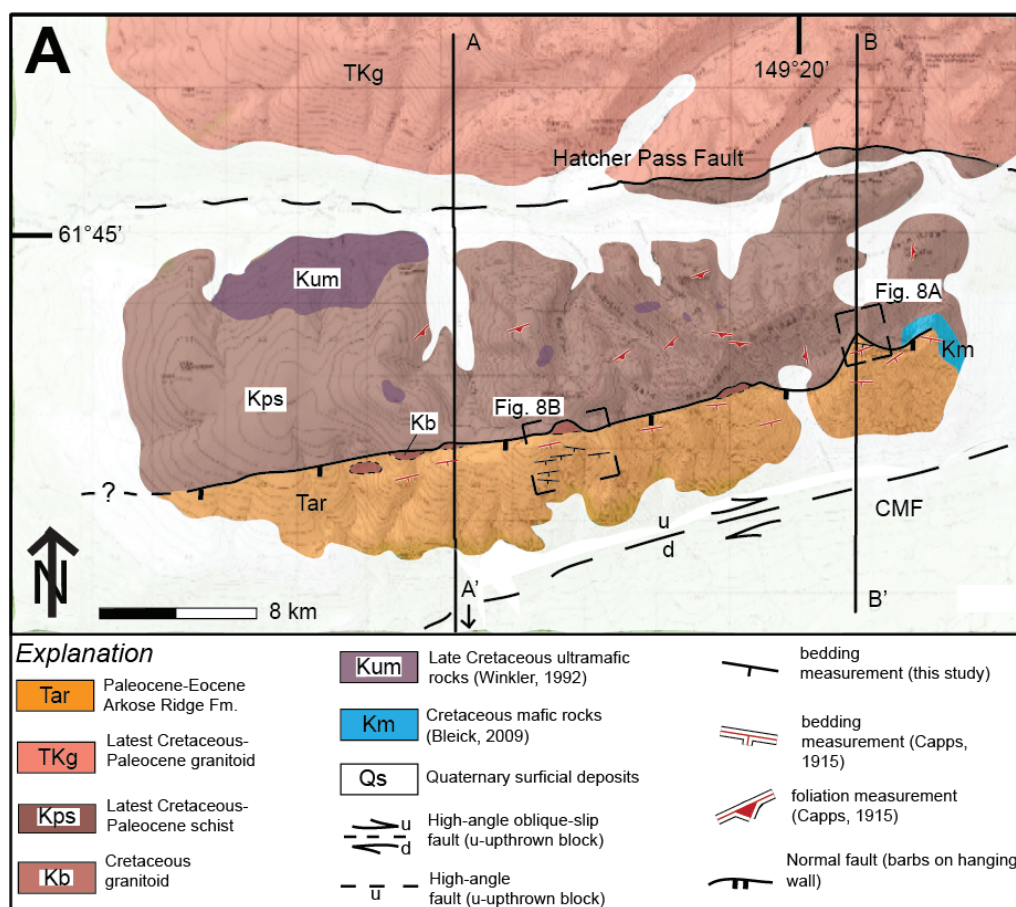 A
A
B
TKg
149°20'
Hatcher Pass Fault
61°45'
Kum
Fig. 8A
Km
Kps
Fig. 8B
Kb
?
Tar
CMF
u
d
N
A'
B'
8 km
Explanation
Tar
Paleocene-Eocene
Arkose Ridge Fm.
TKg
Latest Cretaceous-
Paleocene granitoid
Kps
Latest Cretaceous-
Paleocene schist
Kb
Cretaceous
granitoid
Kum
Late Cretaceous ultramafic
rocks (Winkler, 1992)
Km
Cretaceous mafic rocks
(Bleick, 2009)
Qs
Quaternary surficial deposits
u
d
High-angle oblique-slip
fault (u-upthrown block)
u
High-angle
fault (u-upthrown block)
bedding
measurement (this study)
bedding
measurement (Capps,
1915)
foliation measurement
(Capps, 1915)
Normal fault (barbs on hanging
wall)